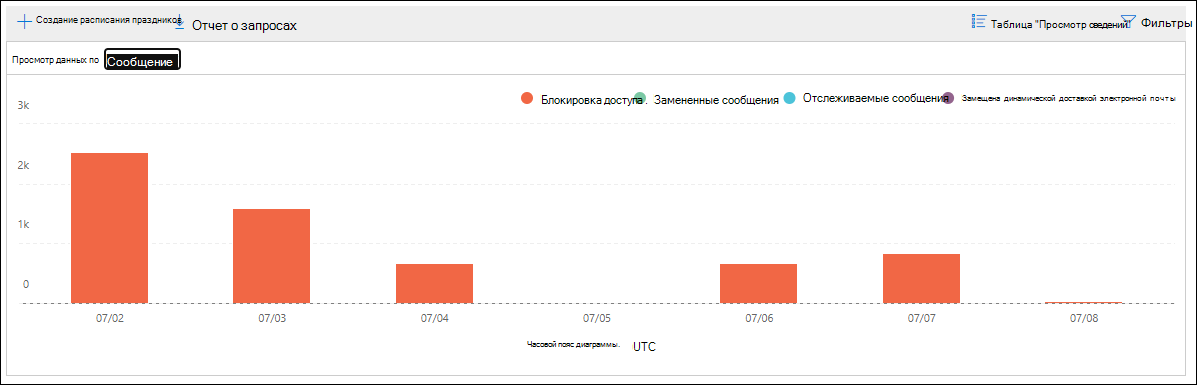 Создание расписания праздников
Отчет о запросах
Таблица "Просмотр сведений
Фильтры
Просмотр данных по Сообщение
Блокировка доступа . Замененные сообщения Отслеживаемые сообщения Замещена динамической доставкой электронной почты
3k
2k
1k
0
07/02 07/03 07/04 07/05 07/06 07/07 07/08
Часовой пояс диаграммы. UTC